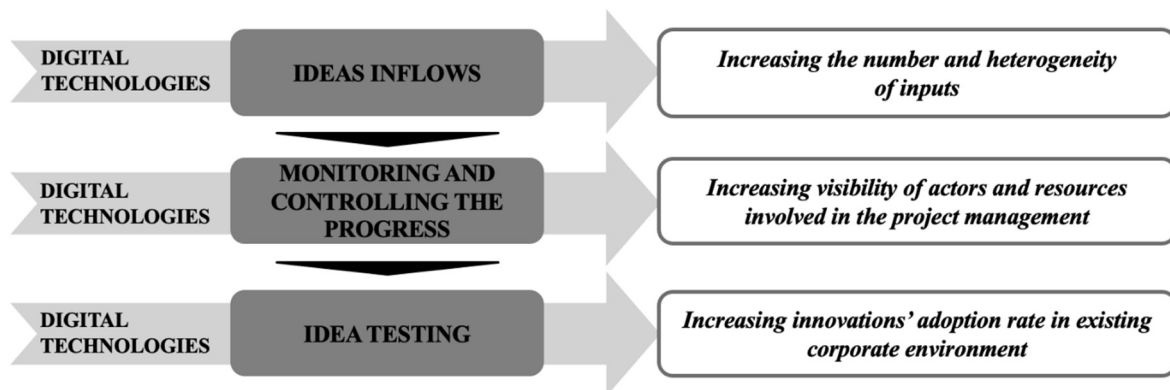 DIGITAL
TECHNOLOGIES
IDEAS INFLOWS
Increasing the number and heterogeneity
of inputs
DIGITAL
TECHNOLOGIES
MONITORING AND
CONTROLLING THE
PROGRESS
Increasing visibility of actors and resources
involved in the project management
DIGITAL
TECHNOLOGIES
IDEA TESTING
Increasing innovations’ adoption rate in existing
corporate environment